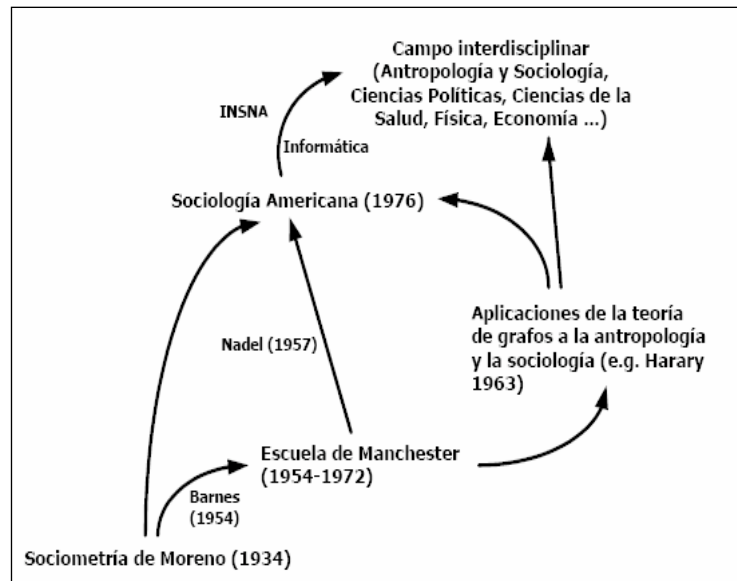 Campo interdisciplinar
(Antropología y Sociología,
Ciencias Políticas, Ciencias de la
Salud, Física, Economía ...)
INSNA
Informática
Sociología Americana (1976)
Aplicaciones de la teoría
de grafos a la antropología
y la sociología (e.g. Harary
1963)
Nadel (1957)
Escuela de Manchester
(1954-1972)
Barnes
(1954)
Sociometría de Moreno (1934)